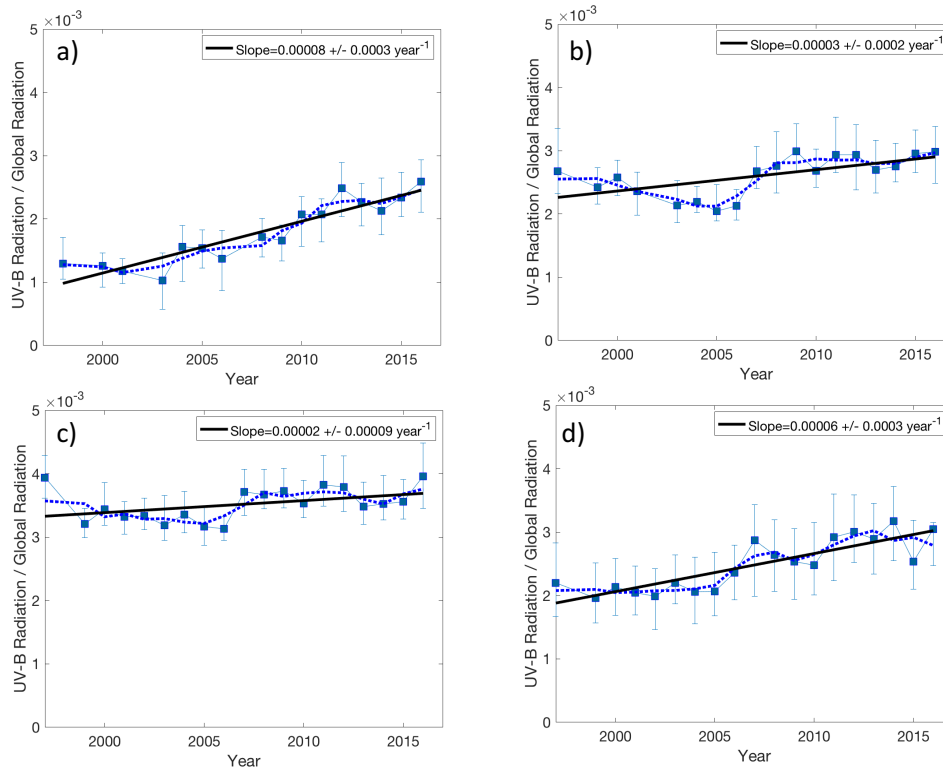 ×10⁻³
a)
Slope=0.00008 +/- 0.0003 year⁻¹
5
4
3
2
1
0
UV-B Radiation / Global Radiation
2000 2005 2010 2015
Year
×10⁻³
b)
Slope=0.00003 +/- 0.0002 year⁻¹
5
4
3
2
1
0
UV-B Radiation / Global Radiation
2000 2005 2010 2015
Year
×10⁻³
c)
Slope=0.00002 +/- 0.00009 year⁻¹
5
4
3
2
1
0
UV-B Radiation / Global Radiation
2000 2005 2010 2015
Year
×10⁻³
d)
Slope=0.00006 +/- 0.0003 year⁻¹
5
4
3
2
1
0
UV-B Radiation / Global Radiation
2000 2005 2010 2015
Year